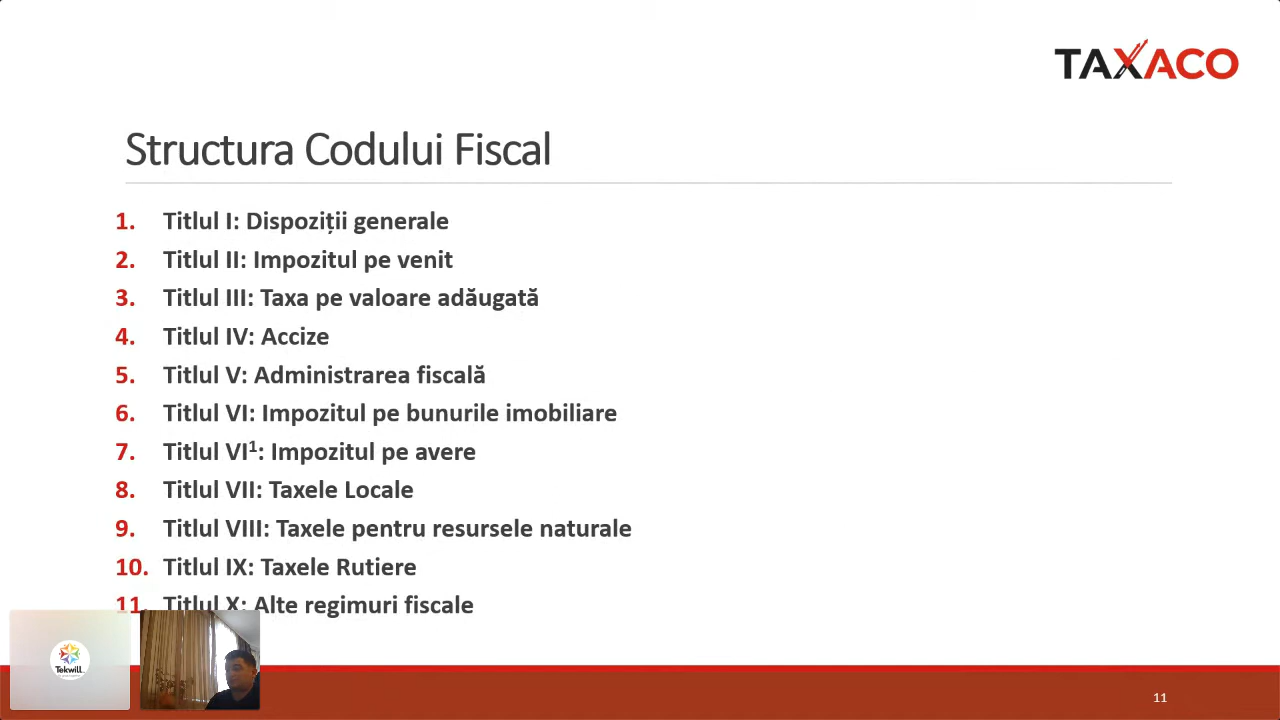 TAXACO
Structura Codului Fiscal
1. Titlul I: Dispoziții generale
2. Titlul II: Impozitul pe venit
3. Titlul III: Taxa pe valoare adăugată
4. Titlul IV: Accize
5. Titlul V: Administrarea fiscală
6. Titlul VI: Impozitul pe bunurile imobiliare
7. Titlul VI¹: Impozitul pe avere
8. Titlul VII: Taxele Locale
9. Titlul VIII: Taxele pentru resursele naturale
10. Titlul IX: Taxele Rutiere
11. Titlul X: Alte regimuri fiscale
Tekwill
11